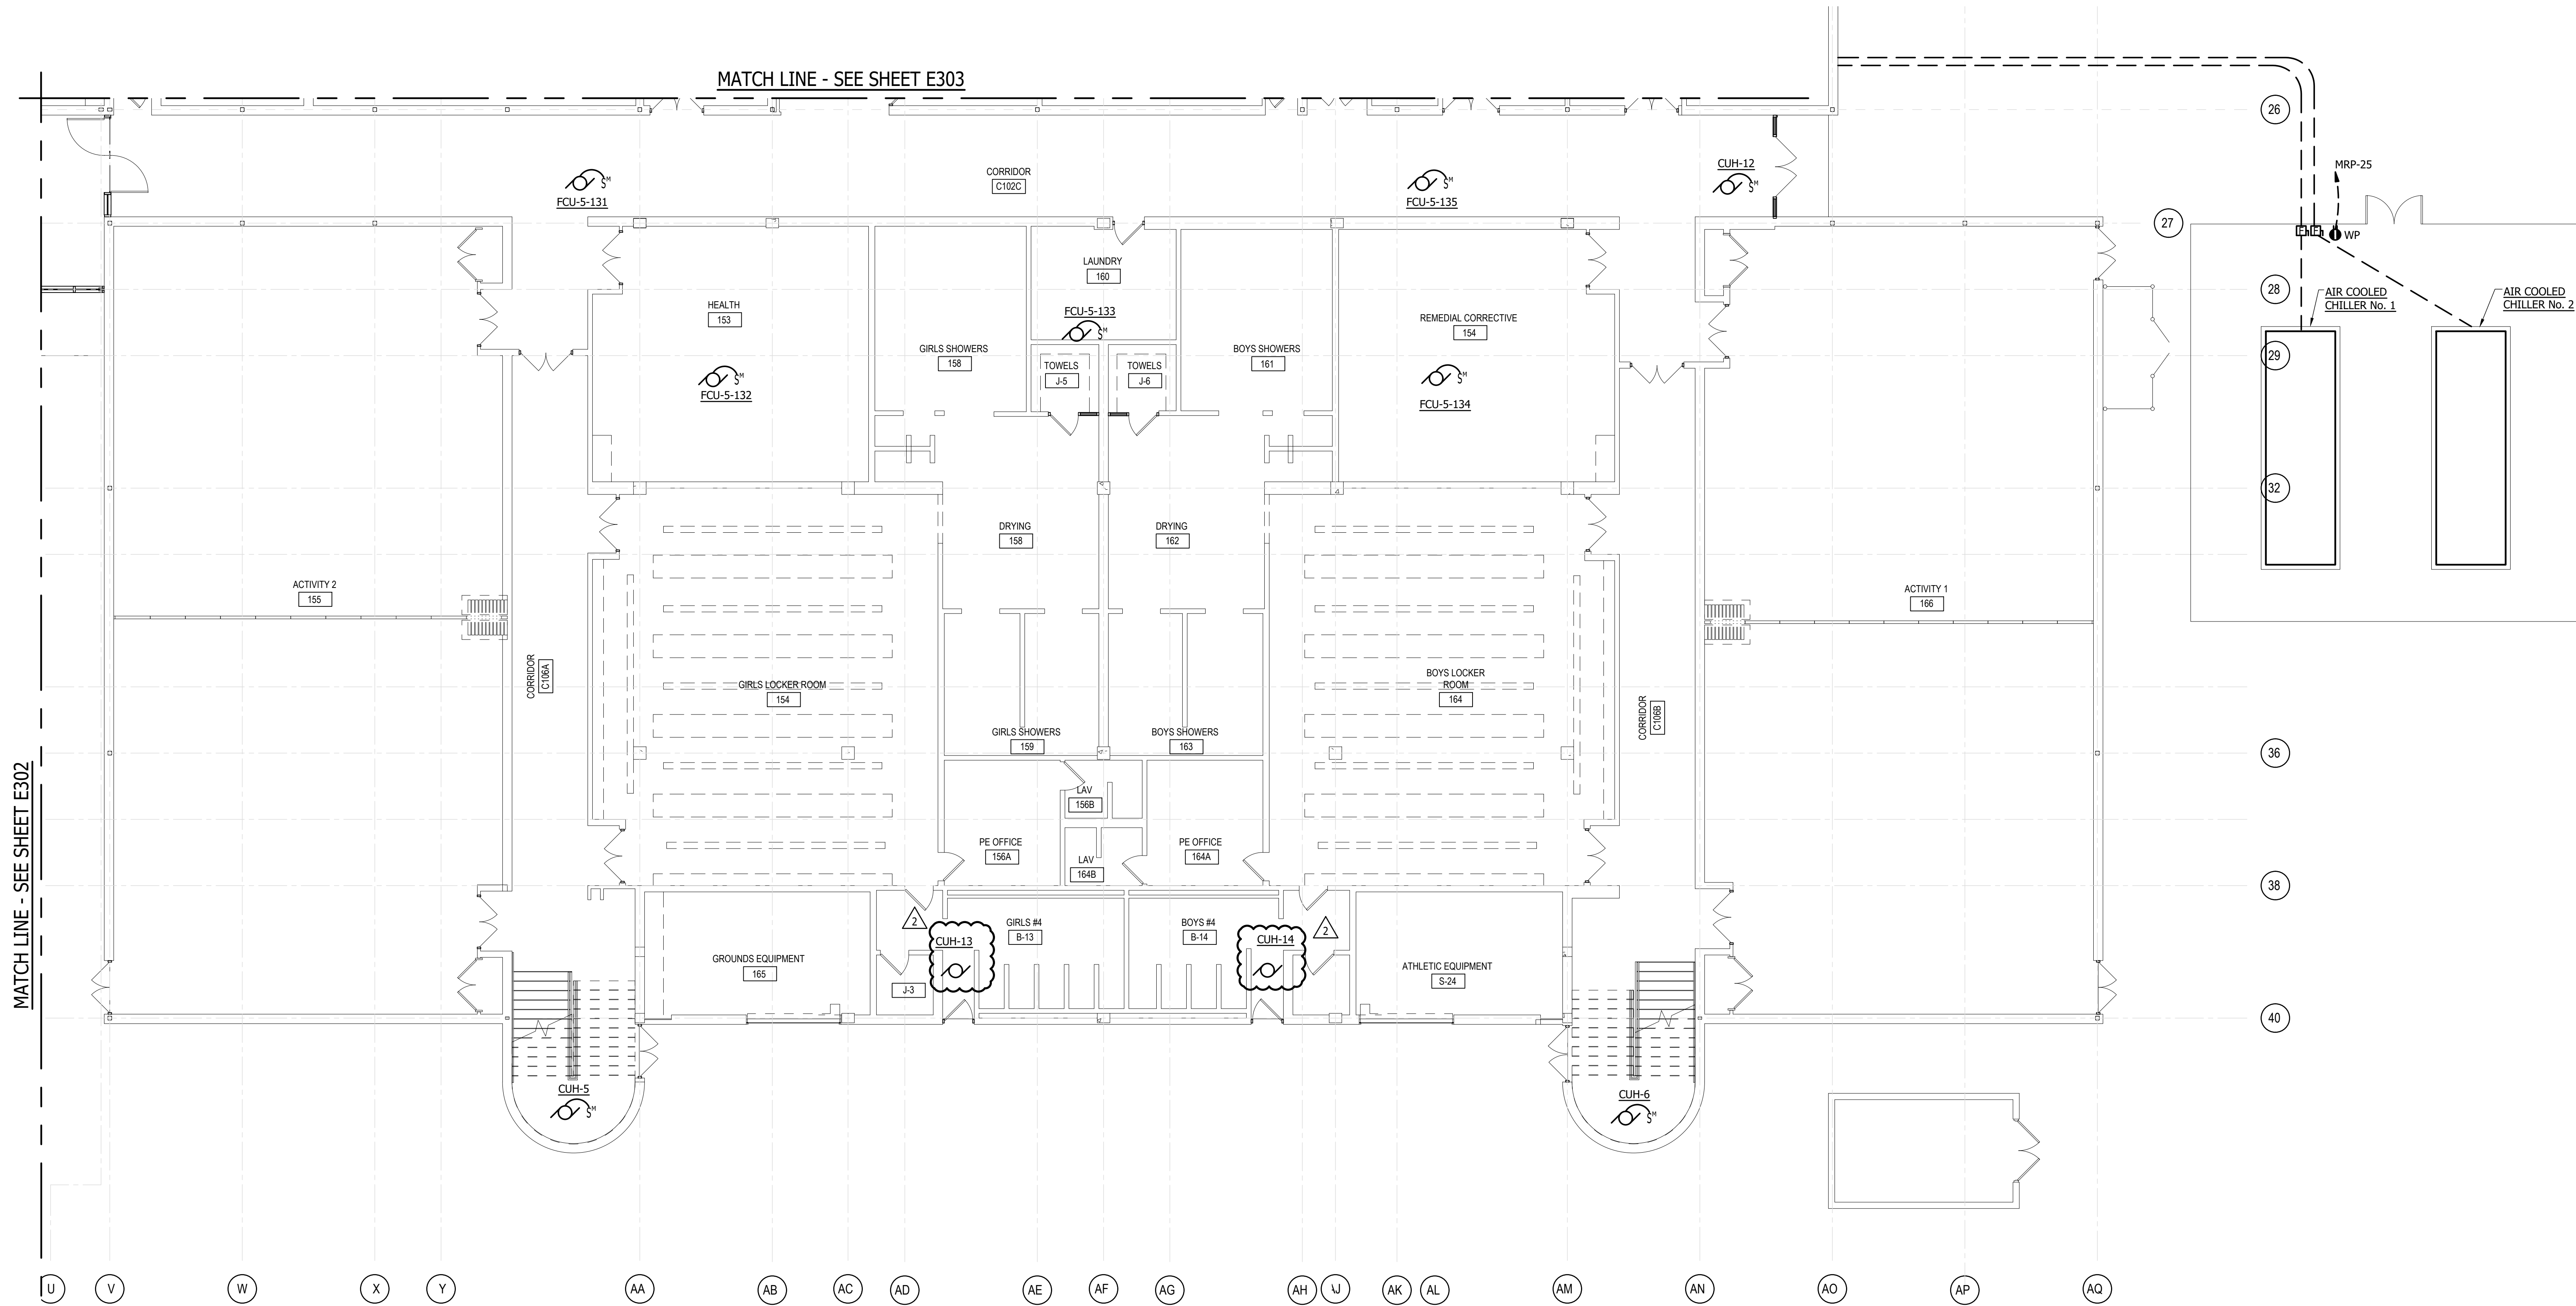 MATCH LINE - SEE SHEET E303
26
MRP-25
CUH-12
S M
CORRIDOR
C102C
S M
FCU-5-131
S M
FCU-5-135
27
WP
LAUNDRY
160
AIR COOLED
CHILLER No. 1
AIR COOLED
CHILLER No. 2
28
HEALTH
153
FCU-5-133
S M
REMEDIAL CORRECTIVE
154
GIRLS SHOWERS
158
BOYS SHOWERS
161
29
TOWELS
J-5
TOWELS
J-6
S M
FCU-5-132
S M
FCU-5-134
32
DRYING
158
DRYING
162
ACTIVITY 2
155
ACTIVITY 1
166
CORRIDOR
C106A
GIRLS LOCKER ROOM
154
BOYS LOCKER
ROOM
164
CORRIDOR
C106B
GIRLS SHOWERS
159
BOYS SHOWERS
163
36
MATCH LINE - SEE SHEET E302
LAV
156B
PE OFFICE
156A
PE OFFICE
164A
LAV
164B
38
2
GIRLS #4
B-13
BOYS #4
B-14
2
CUH-13
CUH-14
GROUNDS EQUIPMENT
165
ATHLETIC EQUIPMENT
S-24
J-3
40
CUH-5
S M
CUH-6
S M
U
V
W
X
Y
AA
AB
AC
AD
AE
AF
AG
AH
AJ
AK
AL
AM
AN
AO
AP
AQ